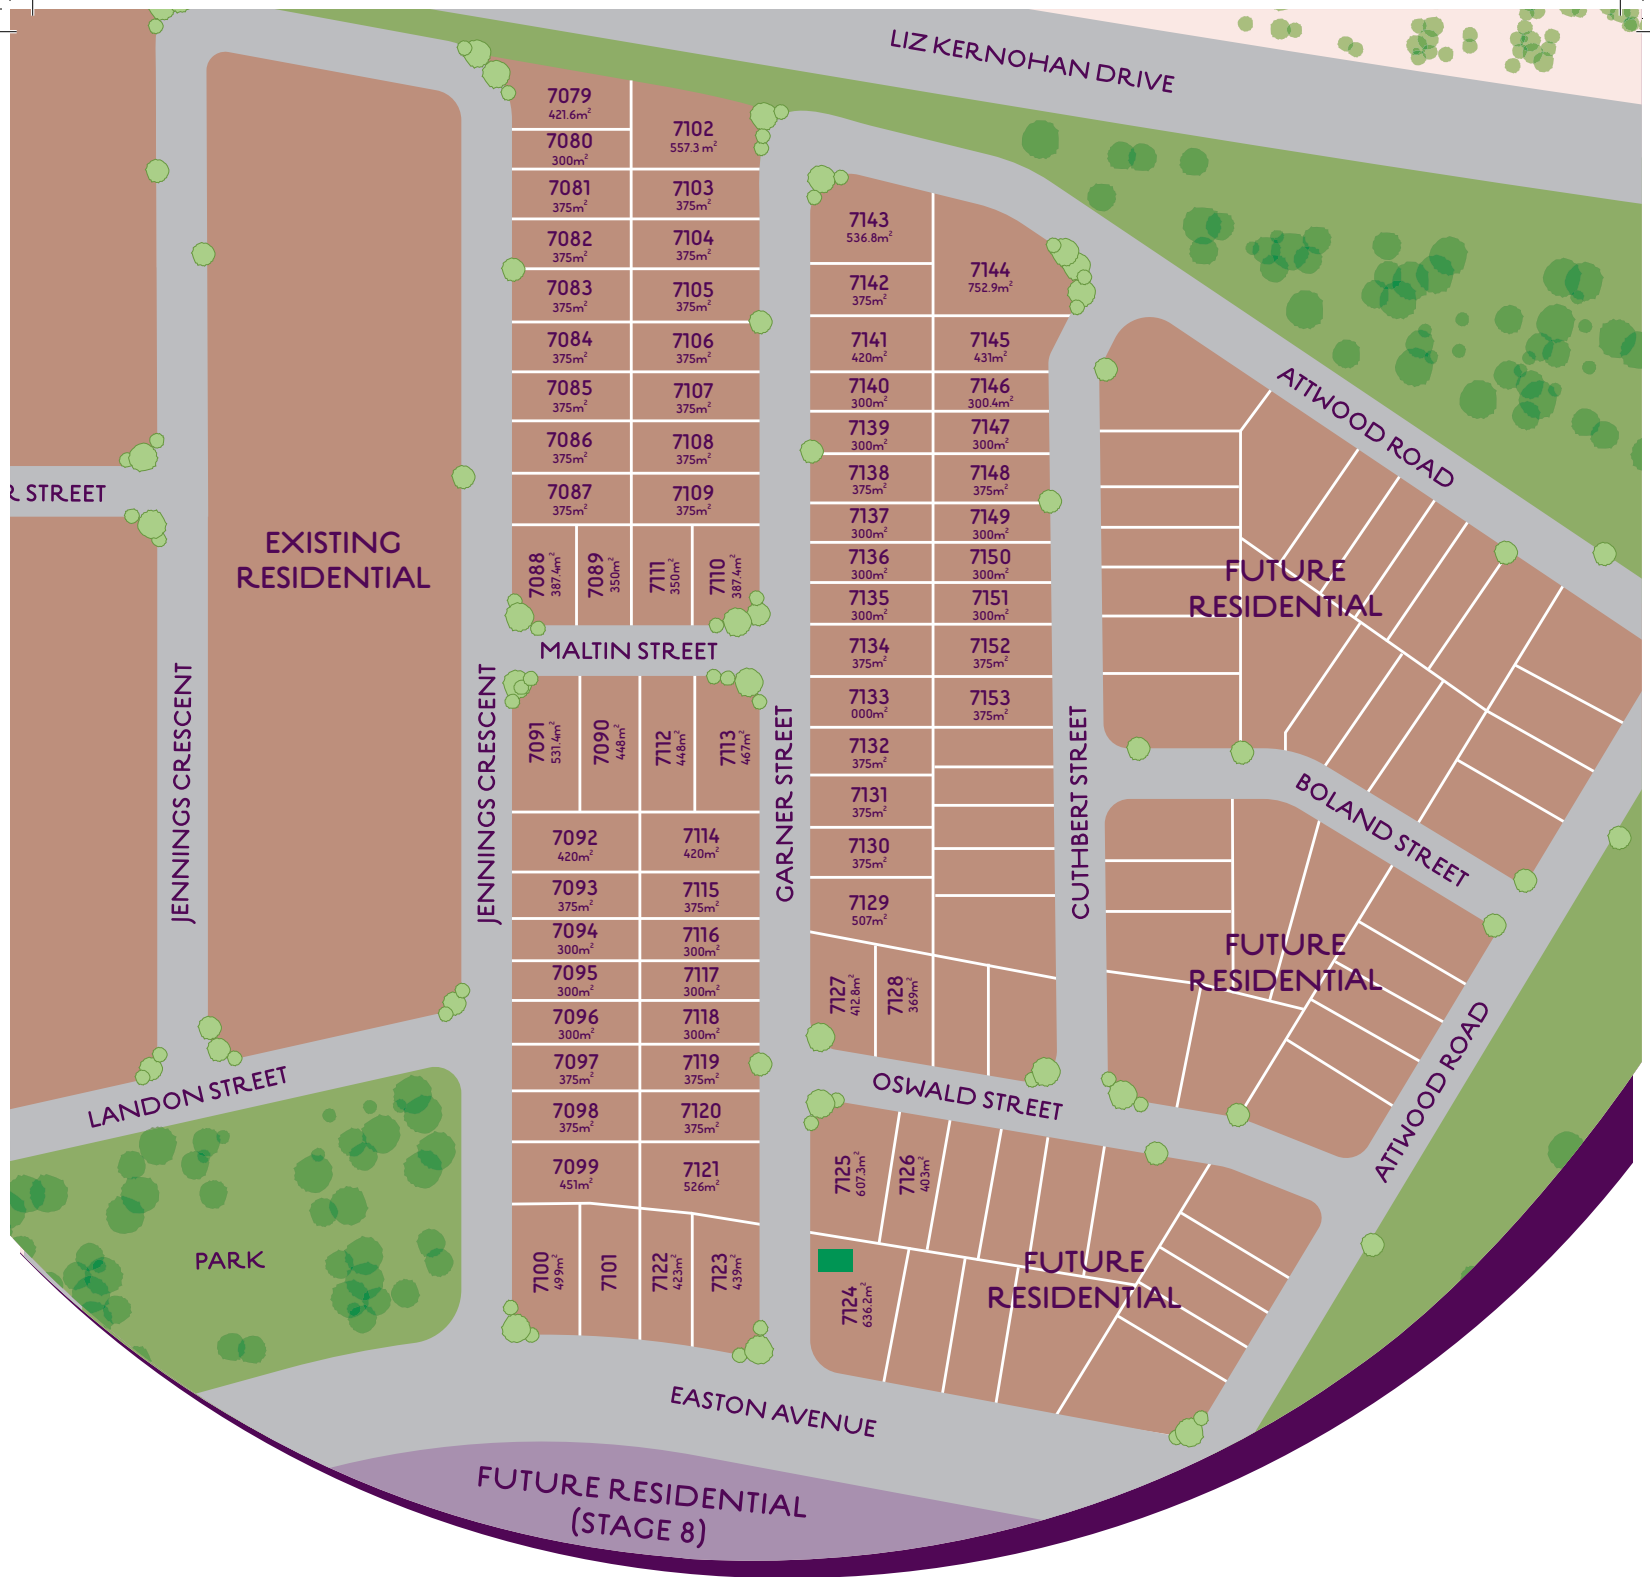 LIZ KERNOHAN DRIVE
7079
421.6m²
7080
300m²
7081
375m²
7082
375m²
7083
375m²
7084
375m²
7085
375m²
7086
375m²
7087
375m²
7088
387.4m²
7089
350m²
7111
350m²
7110
387.4m²
7102
557.3 m²
7103
375m²
7104
375m²
7105
375m²
7106
375m²
7107
375m²
7108
375m²
7109
375m²
7143
536.8m²
7142
375m²
7141
420m²
7140
300m²
7139
300m²
7138
375m²
7137
300m²
7136
300m²
7135
300m²
7134
375m²
7133
000m²
7132
375m²
7131
375m²
7130
375m²
7129
507m²
7127
412.8m²
7128
369m²
7144
752.9m²
7145
431m²
7146
300.4m²
7147
300m²
7148
375m²
7149
300m²
7150
300m²
7151
300m²
7152
375m²
7153
375m²
ATTWOOD ROAD
R STREET
EXISTING
RESIDENTIAL
FUTURE
RESIDENTIAL
MALTIN STREET
JENNINGS CRESCENT
JENNINGS CRESCENT
GARNER STREET
CUTHBERT STREET
BOLAND STREET
7091
531.4m²
7090
448m²
7112
448m²
7113
467m²
7092
420m²
7093
375m²
7094
300m²
7095
300m²
7096
300m²
7097
375m²
7098
375m²
7099
451m²
7114
420m²
7115
375m²
7116
300m²
7117
300m²
7118
300m²
7119
375m²
7120
375m²
7121
526m²
7100
499m²
7101
7122
423m²
7123
439m²
FUTURE
RESIDENTIAL
ATTWOOD ROAD
LANDON STREET
OSWALD STREET
7125
607.3m²
7126
403m²
7124
636.2m²
PARK
FUTURE
RESIDENTIAL
EASTON AVENUE
FUTURE RESIDENTIAL
(STAGE 8)